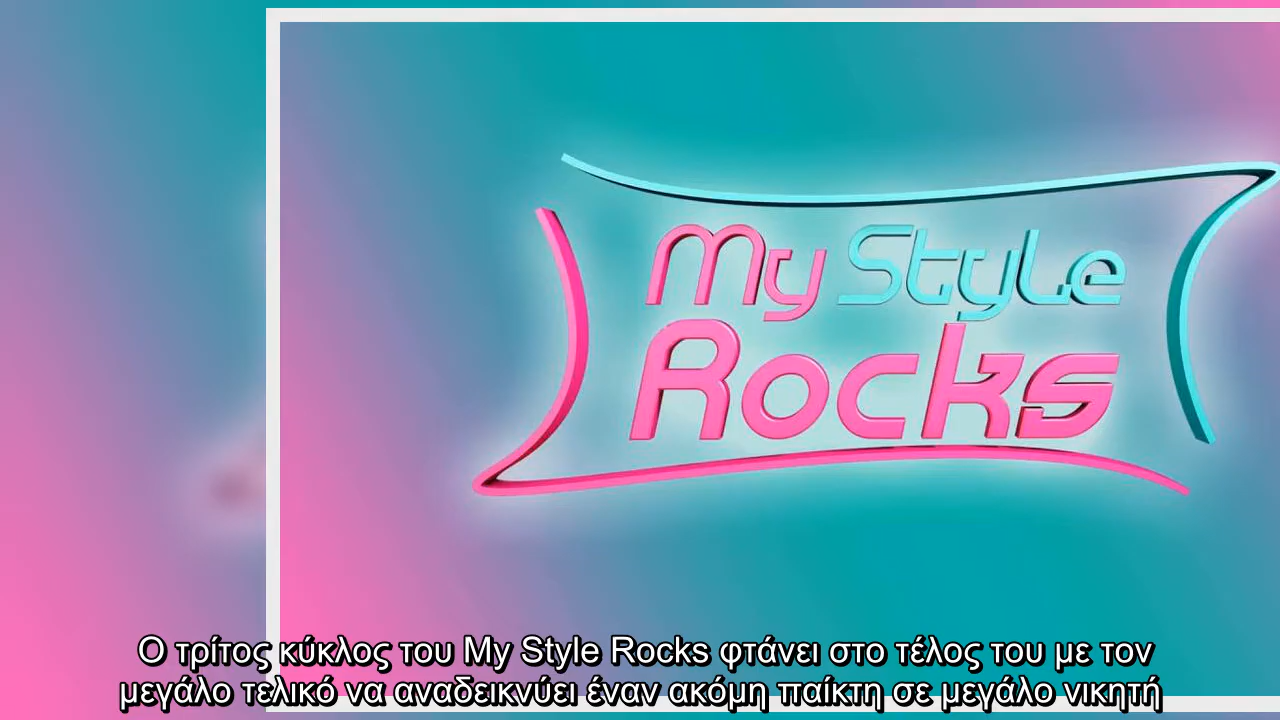 My Style
Rocks
Ο τρίτος κύκλος του My Style Rocks φτάνει στο τέλος του με τον
μεγάλο τελικό να αναδεικνύει έναν ακόμη παίκτη σε μεγάλο νικητή